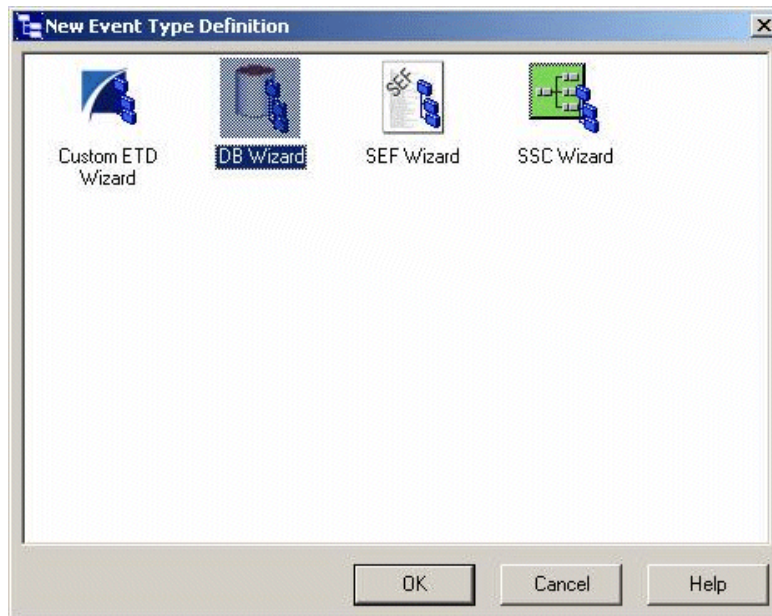 New Event Type Definition
SEF
Custom ETD
Wizard
DB Wizard
SEF Wizard
SSC Wizard
OK
Cancel
Help